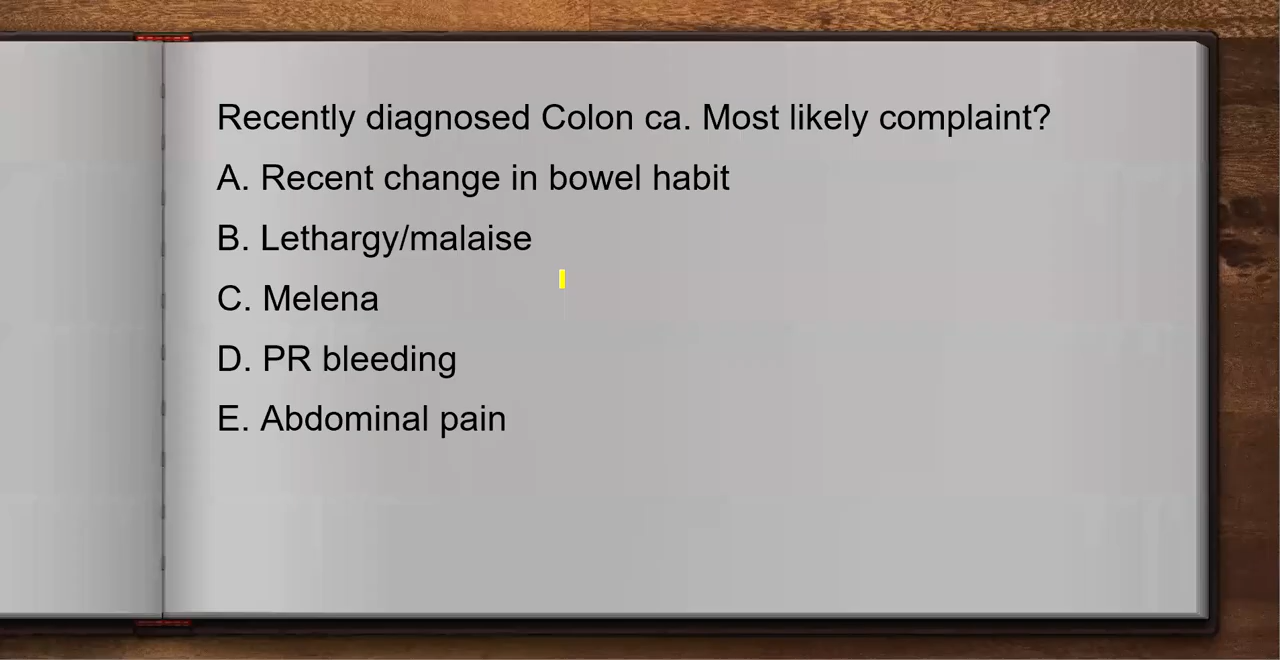 Recently diagnosed Colon ca. Most likely complaint?
A. Recent change in bowel habit
B. Lethargy/malaise
C. Melena
D. PR bleeding
E. Abdominal pain